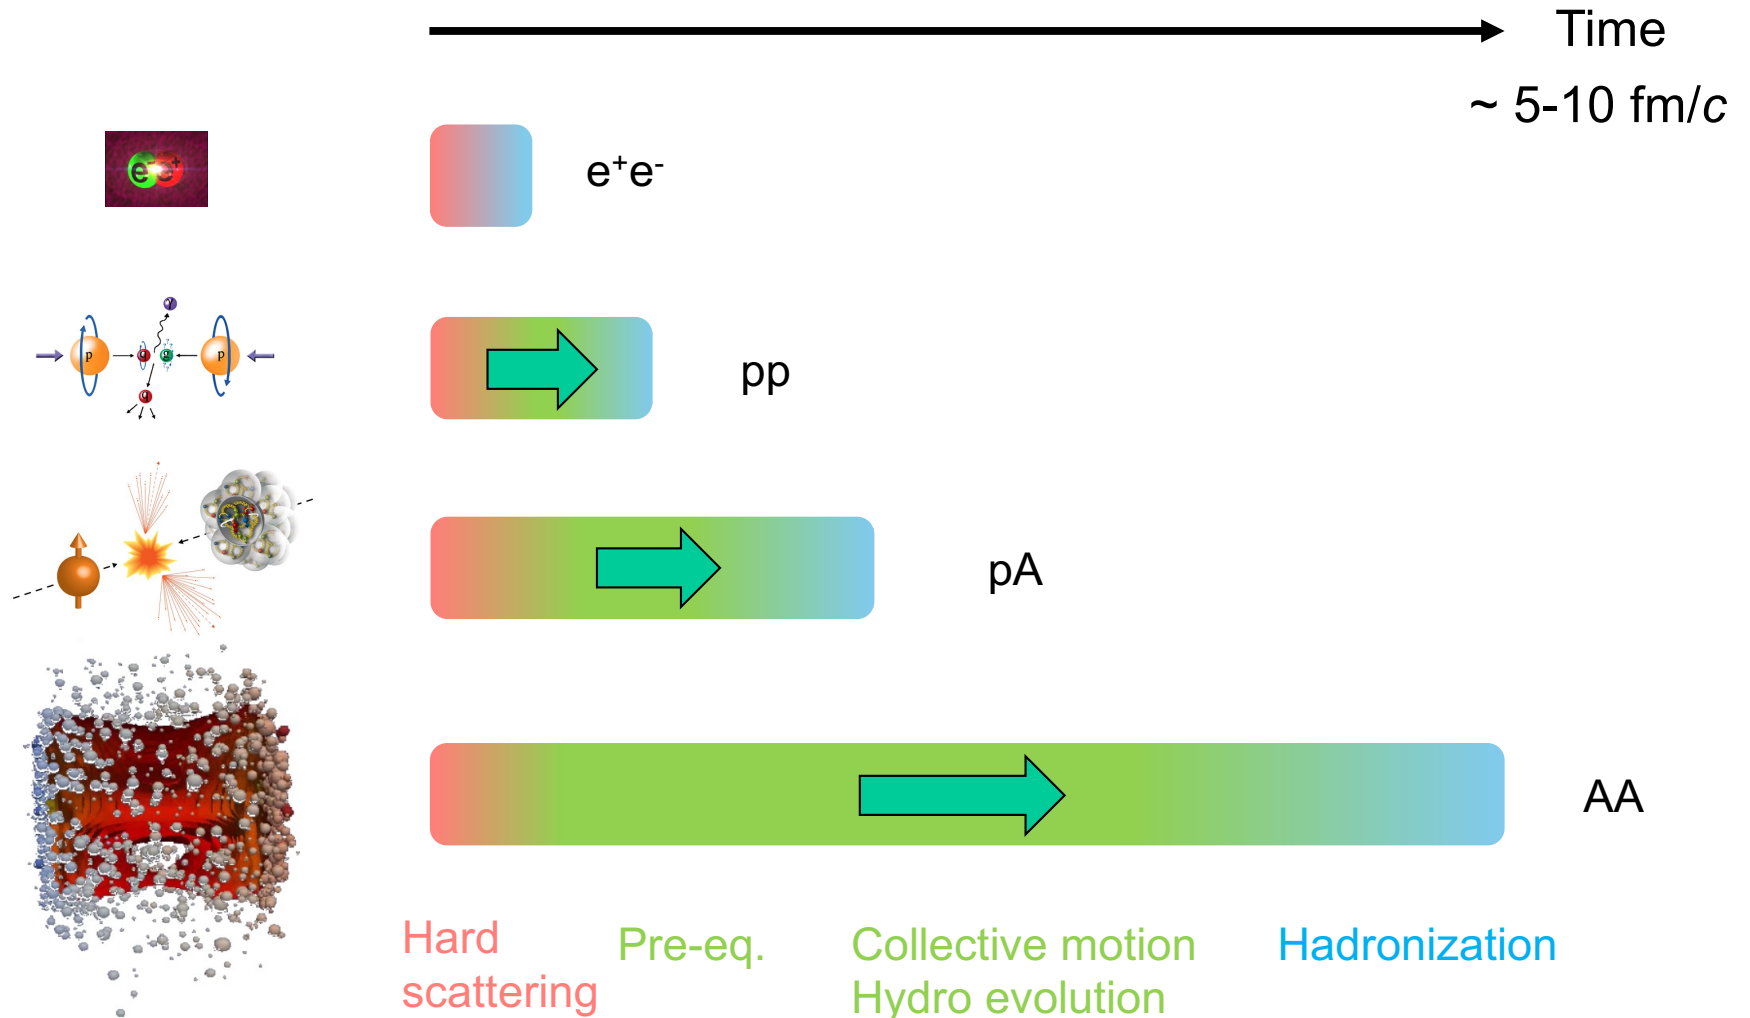 Time
~ 5-10 fm/c
e⁻ e⁺
e⁺e⁻
γ
p q g p
q
pp
pA
AA
Hard
scattering
Pre-eq.
Collective motion
Hydro evolution
Hadronization